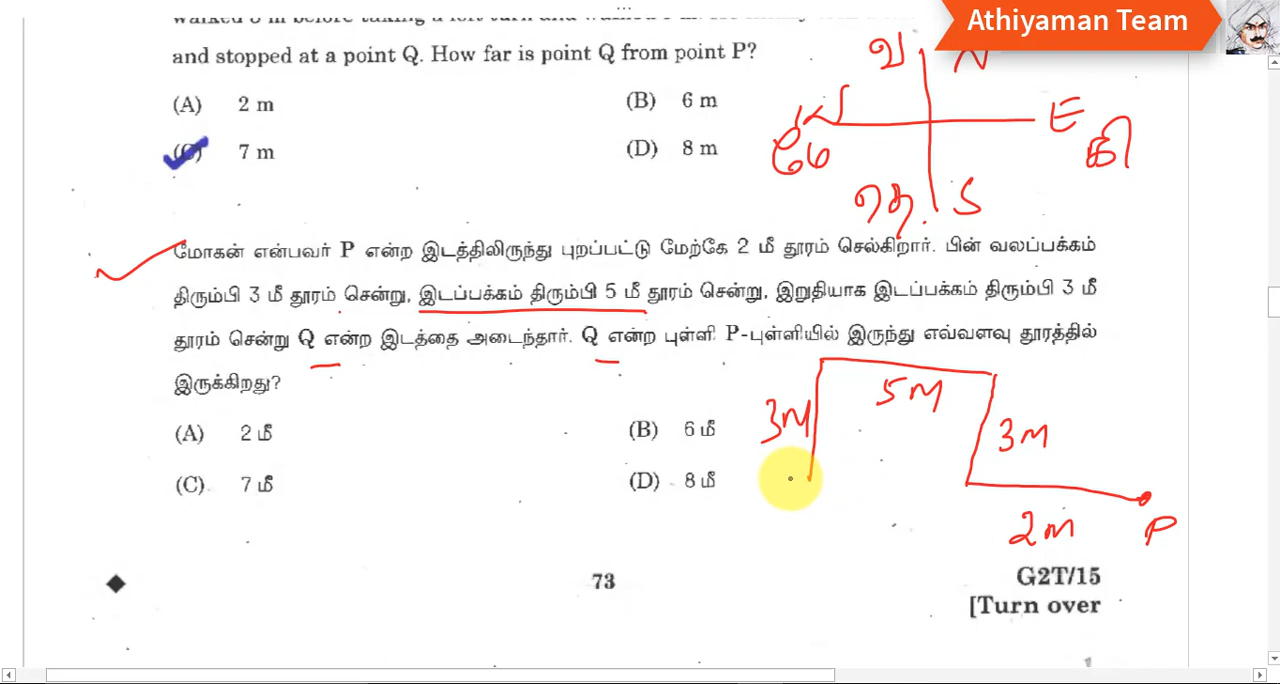 Athiyaman Team
and stopped at a point Q. How far is point Q from point P?
(A) 2 m (B) 6 m
(C) 7 m (D) 8 m
வ N
E
மே கி
தெ S
மோகன் என்பவர் P என்ற இடத்திலிருந்து புறப்பட்டு மேற்கே 2 மீ தூரம் செல்கிறார். பின் வலப்பக்கம்
திரும்பி 3 மீ தூரம் சென்று, இடப்பக்கம் திரும்பி 5 மீ தூரம் சென்று, இறுதியாக இடப்பக்கம் திரும்பி 3 மீ
தூரம் சென்று Q என்ற இடத்தை அடைந்தார். Q என்ற புள்ளி P-புள்ளியில் இருந்து எவ்வளவு தூரத்தில்
இருக்கிறது?
(A) 2 மீ (B) 6 மீ
(C) 7 மீ (D) 8 மீ
5M
3M 3M
2M P
73
G2T/15
[Turn over